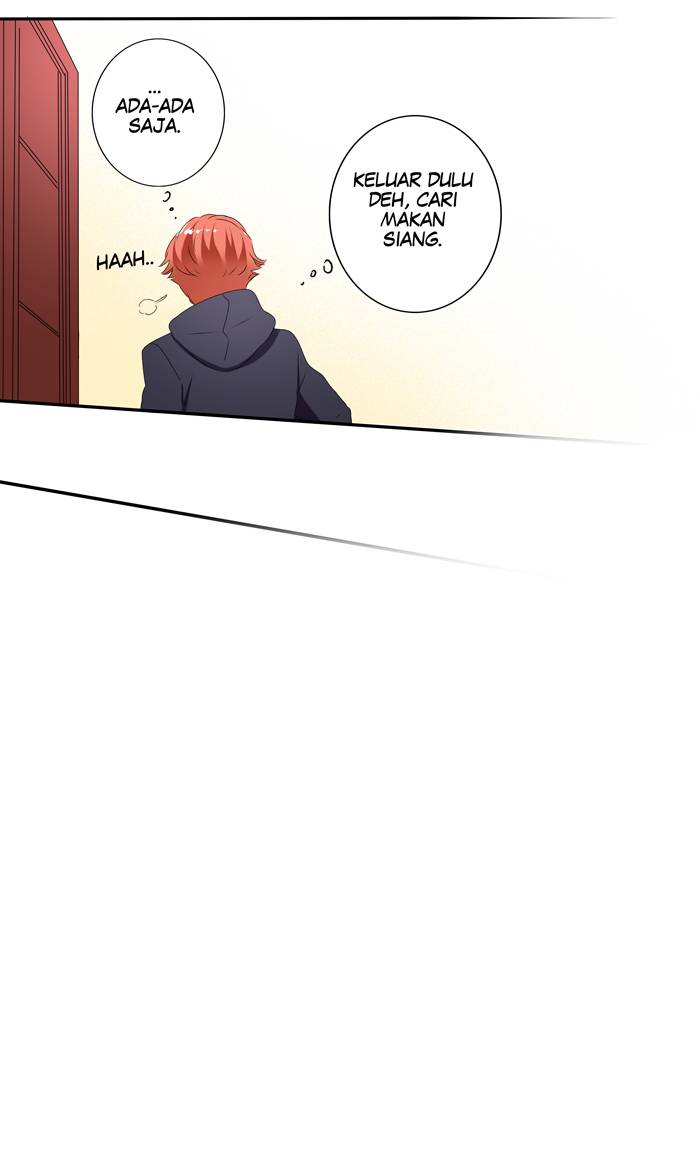 ...
ADA-ADA
SAJA.
HAAH..
KELUAR DULU
DEH, CARI
MAKAN
SIANG.